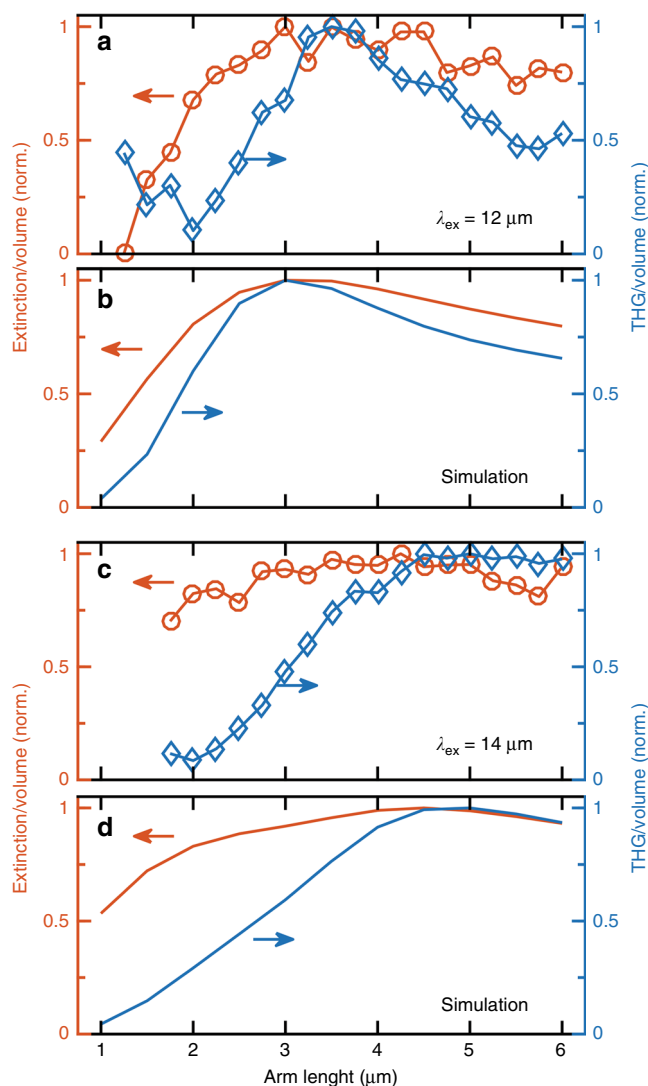 a
1
0.5
0
1
0.5
0
λex = 12 μm
b
1
0.5
0
1
0.5
0
Simulation
Extinction/volume (norm.)
THG/volume (norm.)
c
1
0.5
0
1
0.5
0
λex = 14 μm
d
1
0.5
0
1
0.5
0
Simulation
Extinction/volume (norm.)
THG/volume (norm.)
1 2 3 4 5 6
Arm lenght (μm)